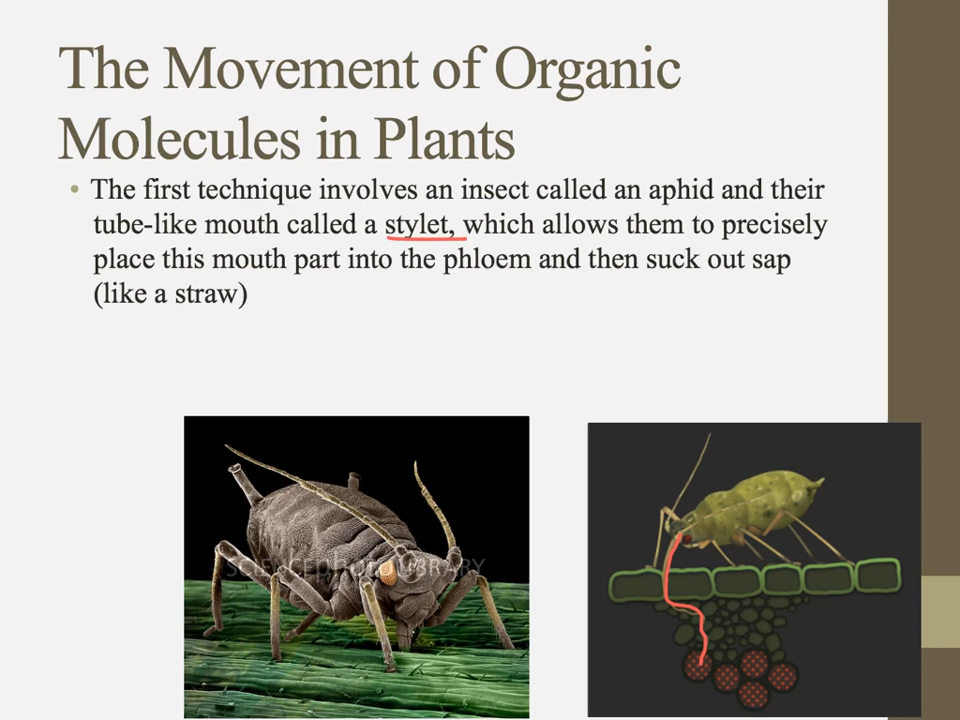 The Movement of Organic
Molecules in Plants
• The first technique involves an insect called an aphid and their
tube-like mouth called a stylet, which allows them to precisely
place this mouth part into the phloem and then suck out sap
(like a straw)
SCIENCEPHOTOLIBRARY